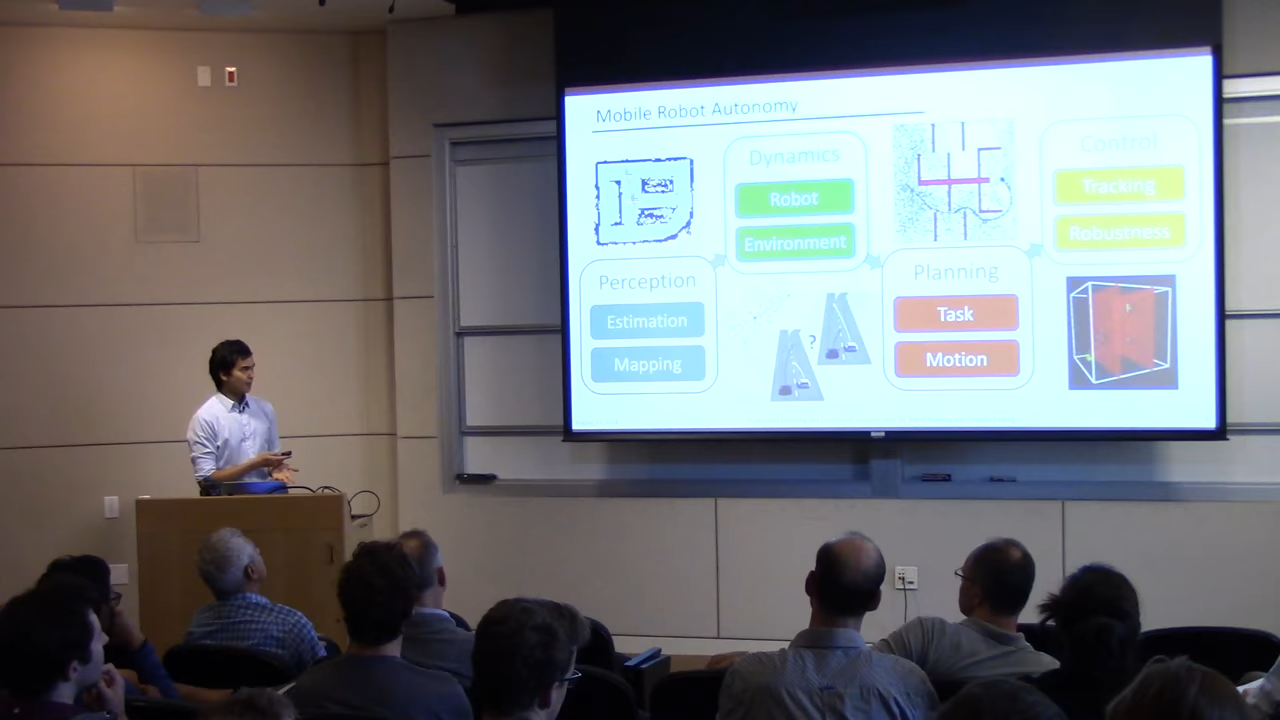 Mobile Robot Autonomy
Perception
Estimation
Mapping
Dynamics
Robot
Environment
?
Planning
Task
Motion
Control
Tracking
Robustness